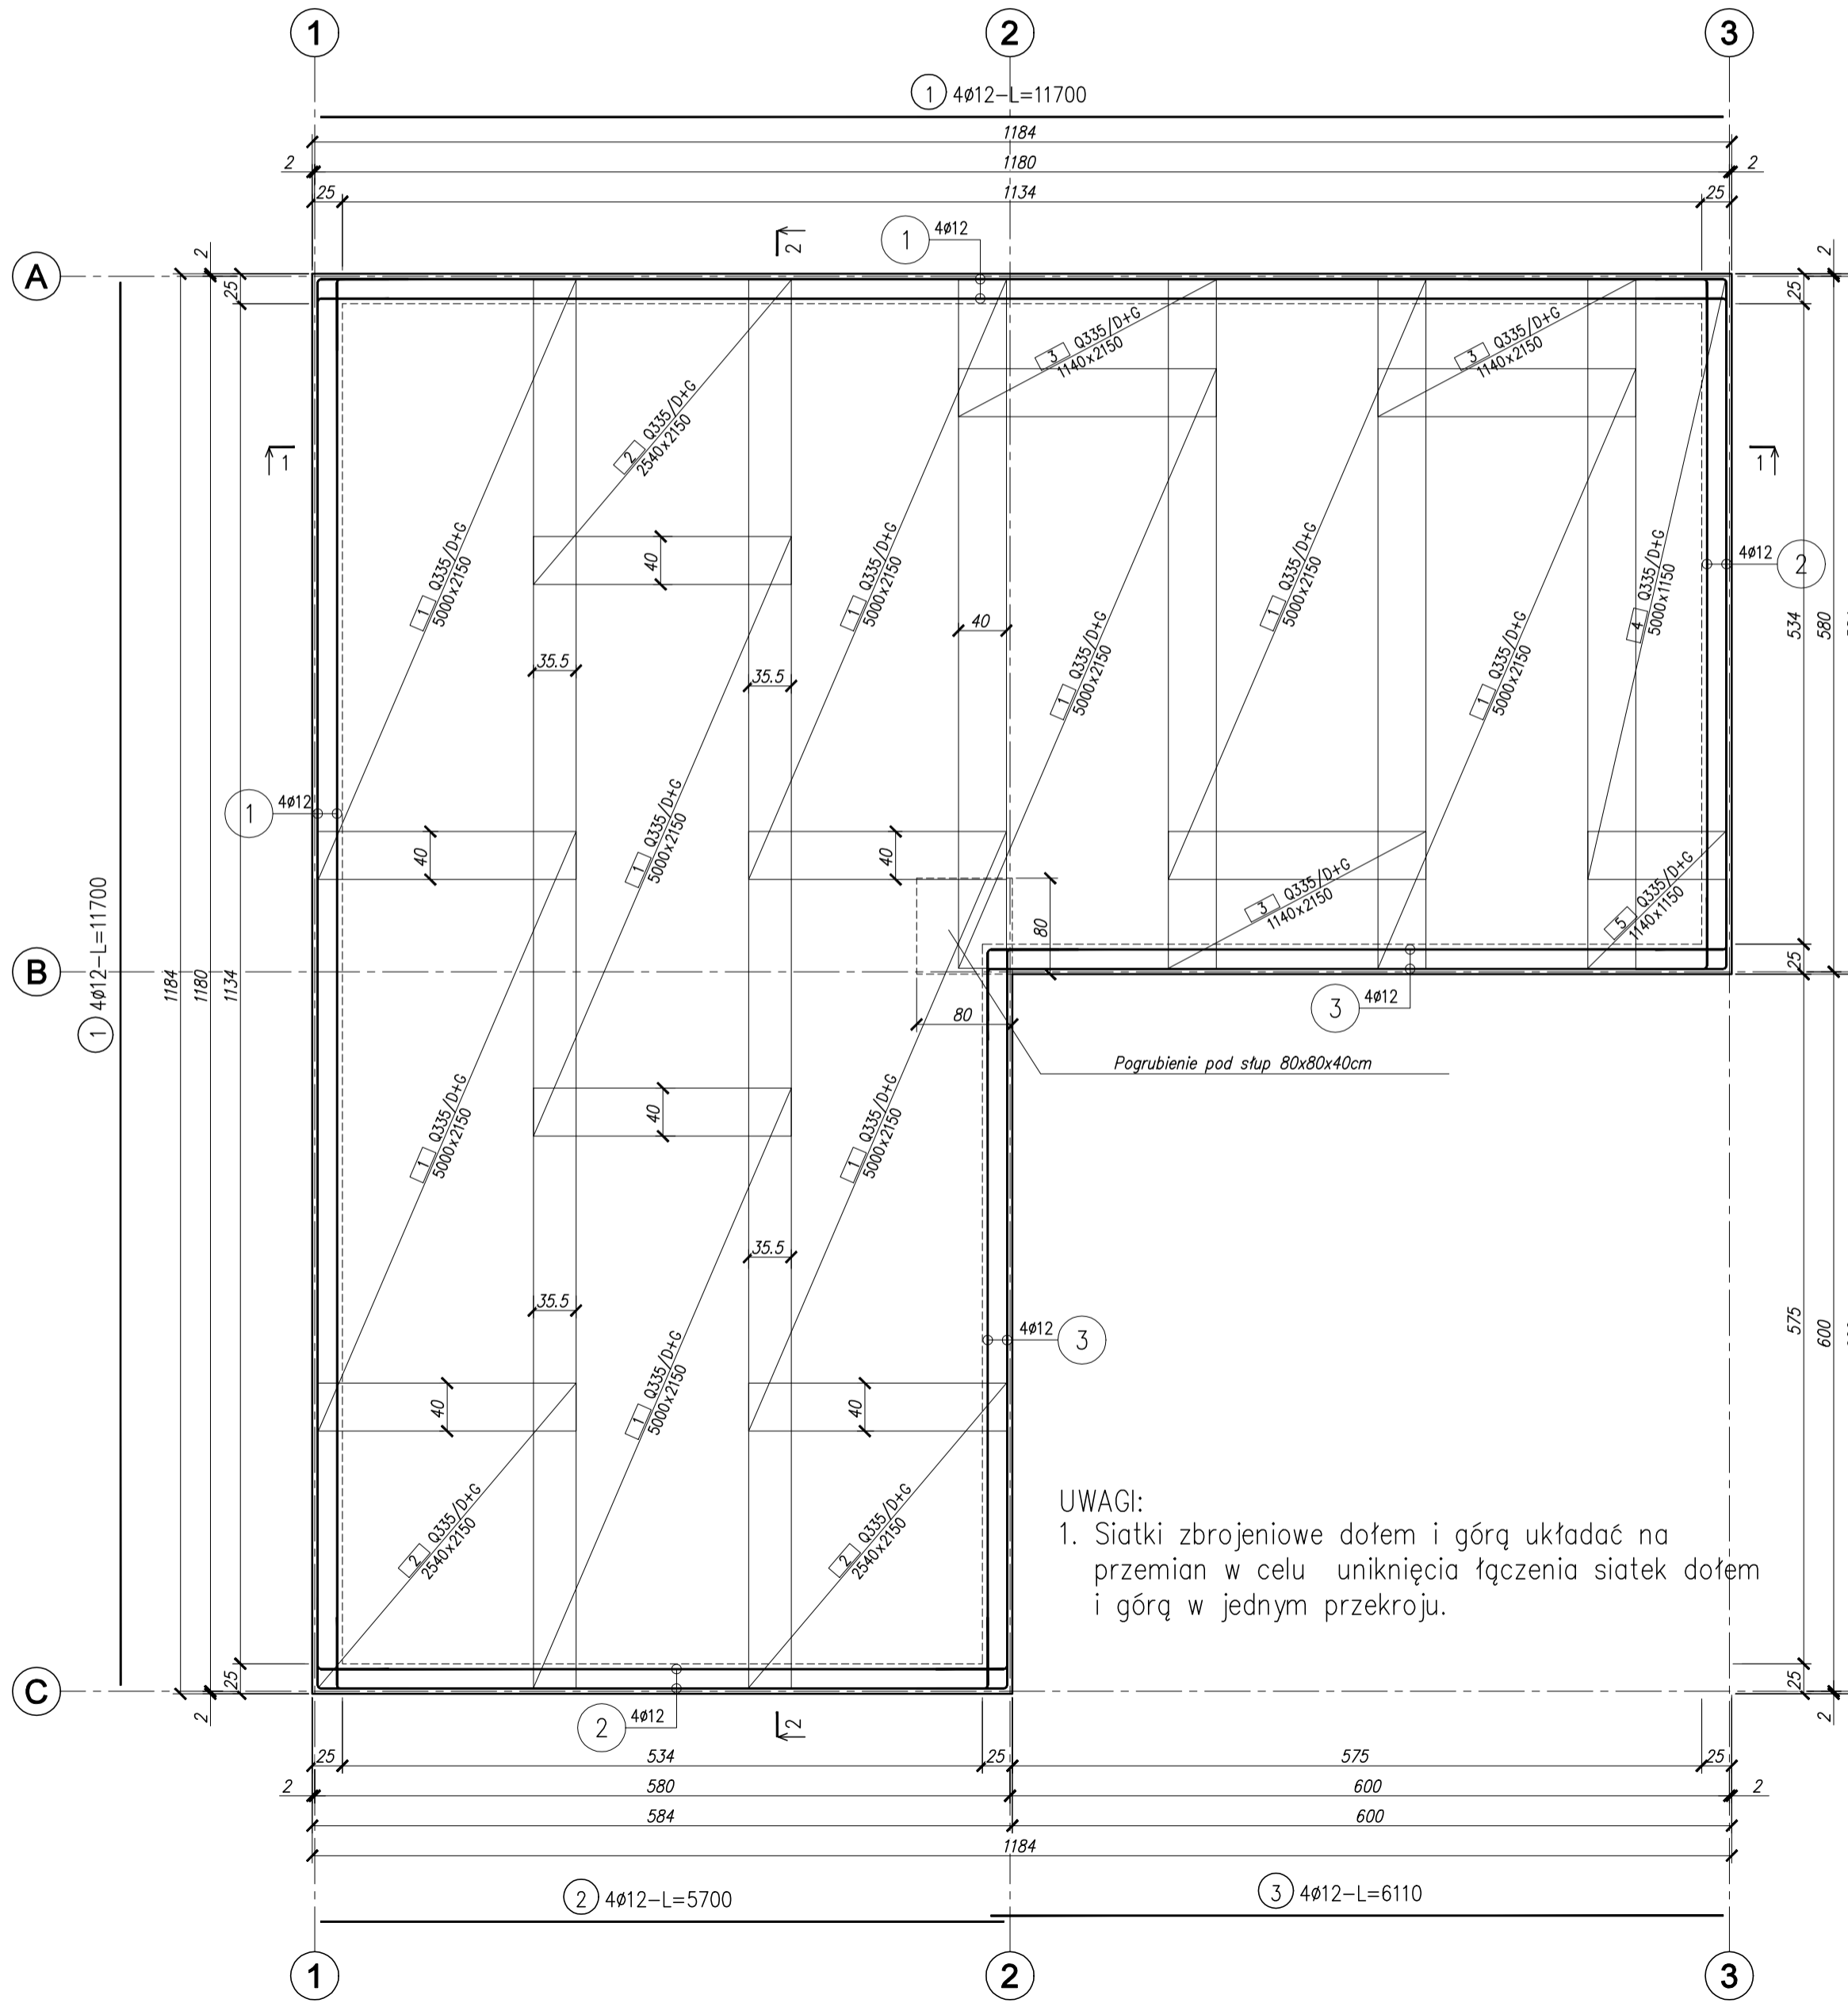 1
2
3
1 4ø12-L=11700
1184
2
1180
2
25
1134
25
1 4ø12
2
A
2
25
2
25
3 Q335/D+G
1140x2150
3 Q335/D+G
1140x2150
2 Q335/D+G
2540x2150
1
1
1 Q335/D+G
5000x2150
40
1 Q335/D+G
5000x2150
1 Q335/D+G
5000x2150
4 Q335/D+G
5000x1150
4ø12 2
534
580
40
35.5
35.5
1 Q335/D+G
5000x2150
1 Q335/D+G
5000x2150
1 4ø12
1 Q335/D+G
5000x2150
40
40
3 Q335/D+G
1140x2150
5 Q335/D+G
1140x1150
80
1 4ø12-L=11700
B
1184
1180
1134
25
3 4ø12
80
Pogrubienie pod słup 80x80x40cm
1 Q335/D+G
5000x2150
40
1 Q335/D+G
5000x2150
35.5
35.5
4ø12 3
575
600
1 Q335/D+G
5000x2150
40
40
2 Q335/D+G
2540x2150
2 Q335/D+G
2540x2150
UWAGI:
1. Siatki zbrojeniowe dołem i górą układać na
przemian w celu uniknięcia łączenia siatek dołem
i górą w jednym przekroju.
C
25
2
25
2
2 4ø12
2
25
534
25
575
25
2
580
600
2
584
600
1184
2 4ø12-L=5700
3 4ø12-L=6110
1
2
3